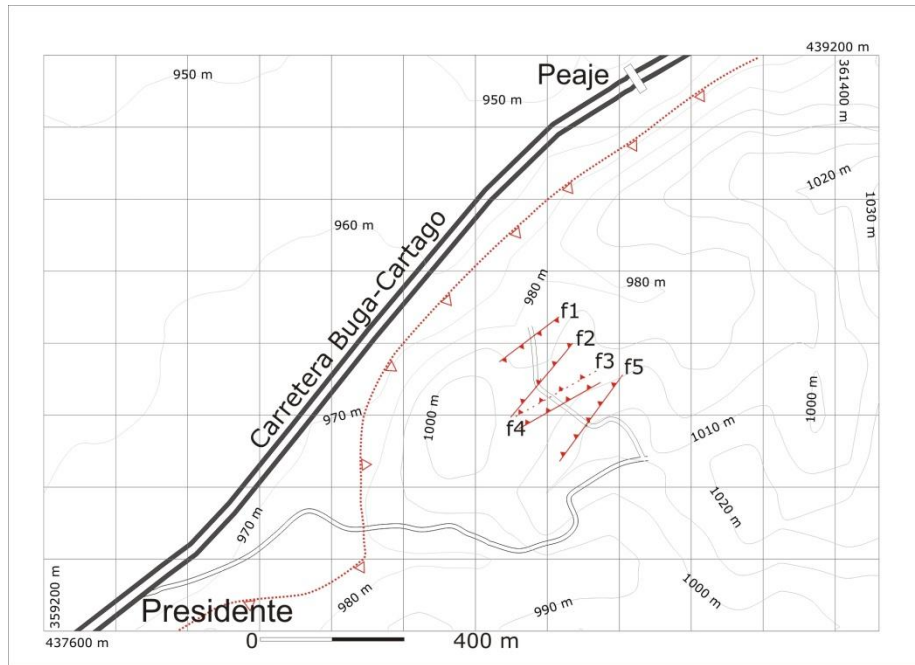 439200 m
Peaje
950 m
950 m
361400 m
1020 m
1030 m
960 m
Carretera Buga-Cartago
980 m
980 m
f1
f2
f3
f5
970 m
1000 m
f4
1000 m
1010 m
970 m
1020 m
359200 m
Presidente
980 m
990 m
1000 m
437600 m
0
400 m